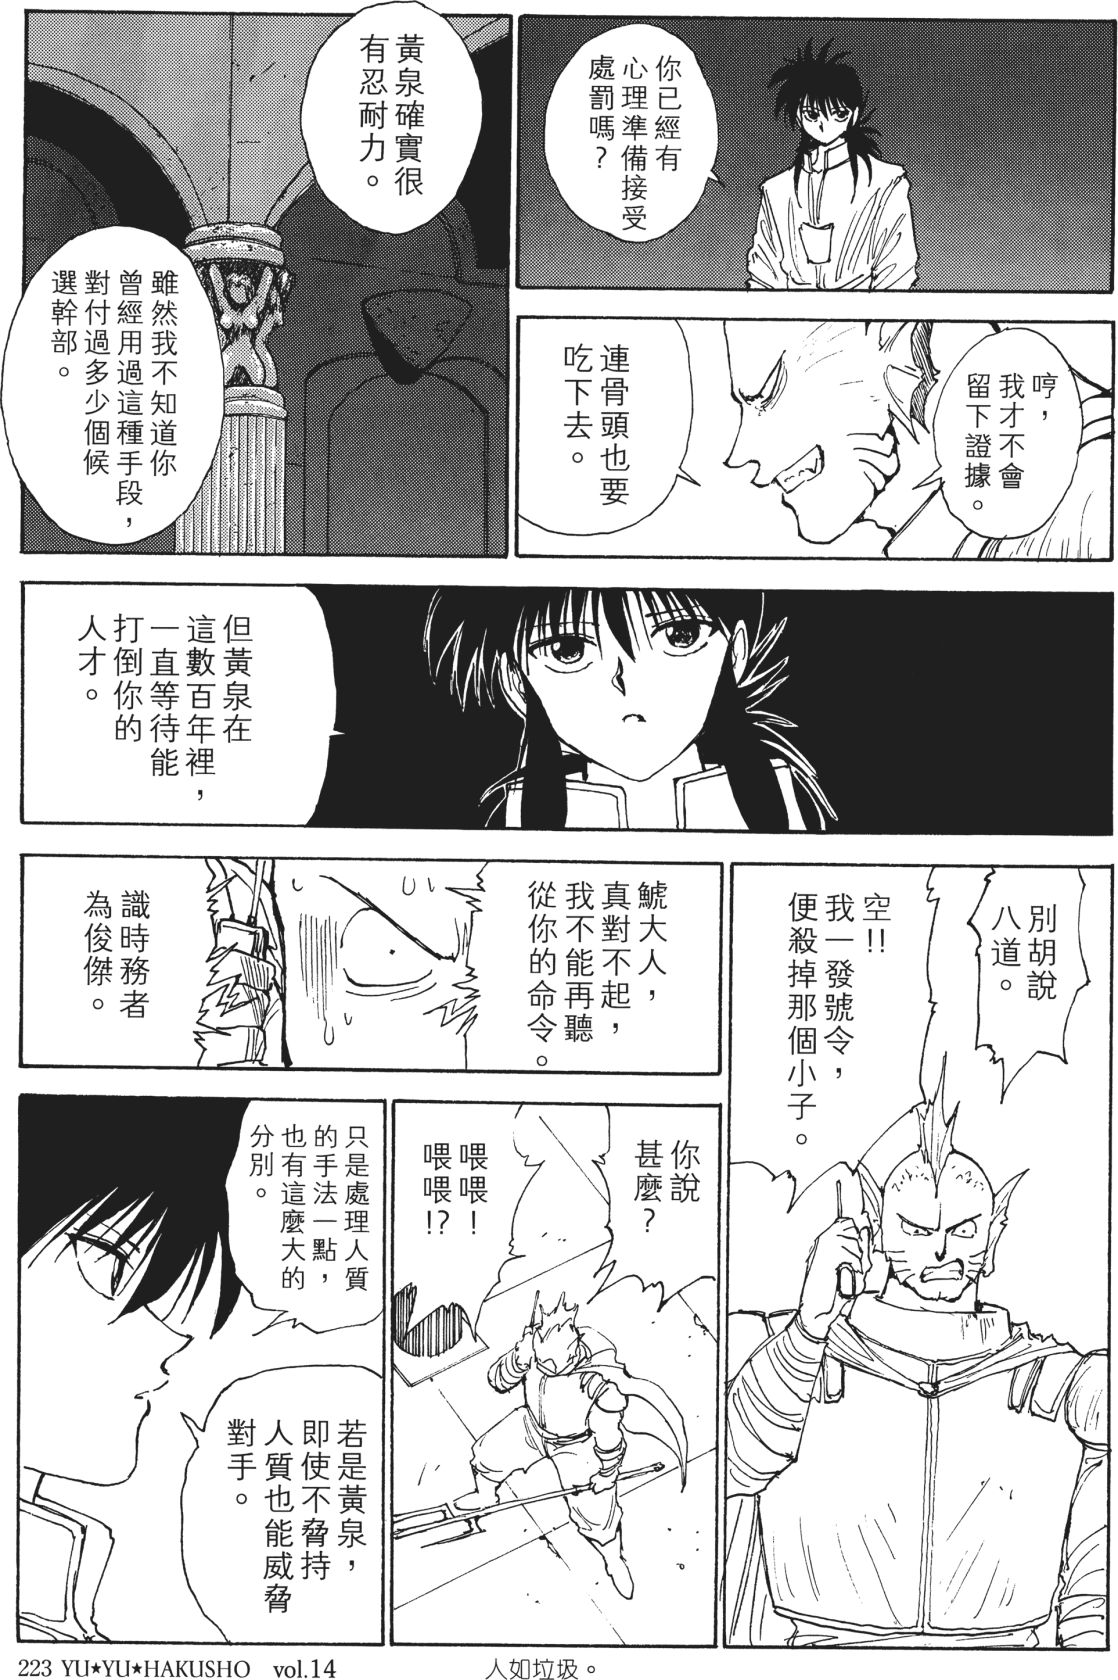 你已經有
心理準備接受
處罰嗎？
哼，
我才不會
留下證據。
連骨頭也要
吃下去。
黃泉確實很
有忍耐力。
雖然我不知道你
曾經用過這種手段，
對付過多少個候
選幹部。
但黃泉在
這數百年裡，
一直等待能
打倒你的
人才。
別胡說
八道。
空!!
我一發號令，
便殺掉那個小子。
鯱大人，
真對不起，
我不能再聽
從你的命令。
識時務者
為俊傑。
你說
甚麼？
喂喂！
喂喂!?
只是處理人質
的手法一點，
也有這麼大的
分別。
若是黃泉，
即使不脅持
人質也能威脅
對手。
223 YU★YU★HAKUSHO vol.14
人如垃圾。